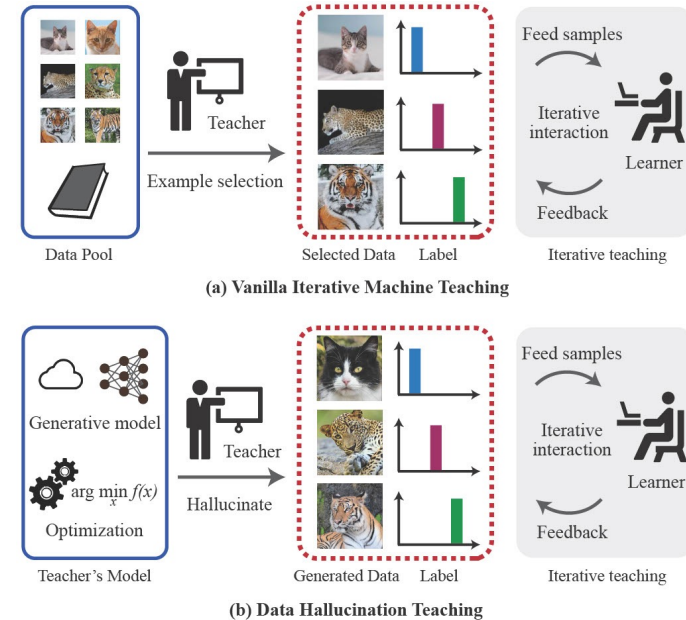 Data Pool
Teacher
Example selection
Selected Data
Label
Feed samples
Iterative
interaction
Learner
Feedback
Iterative teaching
(a) Vanilla Iterative Machine Teaching
Generative model
arg min f(x)
x
Optimization
Teacher's Model
Teacher
Hallucinate
Generated Data
Label
Feed samples
Iterative
interaction
Learner
Feedback
Iterative teaching
(b) Data Hallucination Teaching